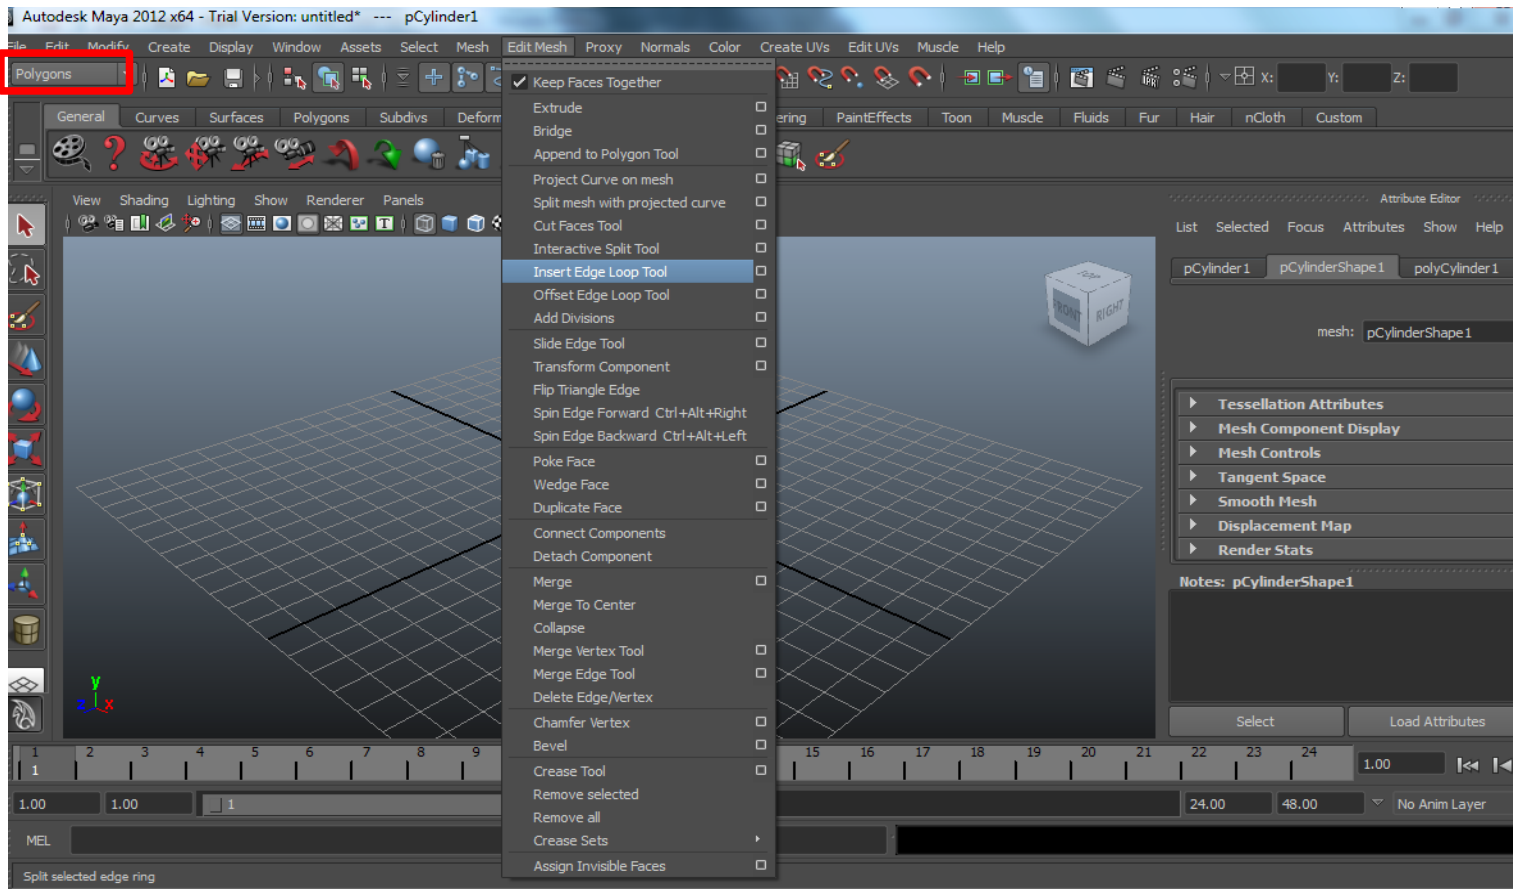 Autodesk Maya 2012 x64 - Trial Version: untitled* --- pCylinder1
File Edit Modify Create Display Window Assets Select Mesh Edit Mesh Proxy Normals Color Create UVs Edit UVs Muscle Help
Polygons
X: Y: Z:
General Curves Surfaces Polygons Subdivs Deform
ering PaintEffects Toon Muscle Fluids Fur Hair nCloth Custom
View Shading Lighting Show Renderer Panels
Keep Faces Together
Extrude
Bridge
Append to Polygon Tool
Project Curve on mesh
Split mesh with projected curve
Cut Faces Tool
Interactive Split Tool
Insert Edge Loop Tool
Offset Edge Loop Tool
Add Divisions
Slide Edge Tool
Transform Component
Flip Triangle Edge
Spin Edge Forward Ctrl+Alt+Right
Spin Edge Backward Ctrl+Alt+Left
Poke Face
Wedge Face
Duplicate Face
Connect Components
Detach Component
Merge
Merge To Center
Collapse
Merge Vertex Tool
Merge Edge Tool
Delete Edge/Vertex
Chamfer Vertex
Bevel
Crease Tool
Remove selected
Remove all
Crease Sets
Assign Invisible Faces
TOP
FRONT RIGHT
y
z x
Attribute Editor
List Selected Focus Attributes Show Help
pCylinder1 pCylinderShape1 polyCylinder1
mesh: pCylinderShape1
Tessellation Attributes
Mesh Component Display
Mesh Controls
Tangent Space
Smooth Mesh
Displacement Map
Render Stats
Notes: pCylinderShape1
Select Load Attributes
1 2 3 4 5 6 7 8 9 15 16 17 18 19 20 21 22 23 24
1 1.00
1.00 1.00 1 24.00 48.00 No Anim Layer
MEL
Split selected edge ring